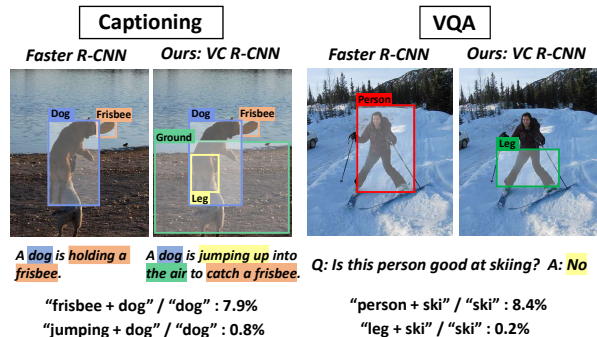 Captioning
VQA
Faster R-CNN
Ours: VC R-CNN
Faster R-CNN
Ours: VC R-CNN
Dog
Frisbee
Dog
Frisbee
Ground
Leg
Person
Leg
A dog is holding a
frisbee.
A dog is jumping up into
the air to catch a frisbee.
Q: Is this person good at skiing? A: No
“frisbee + dog” / “dog” : 7.9%
“jumping + dog” / “dog” : 0.8%
“person + ski” / “ski” : 8.4%
“leg + ski” / “ski” : 0.2%